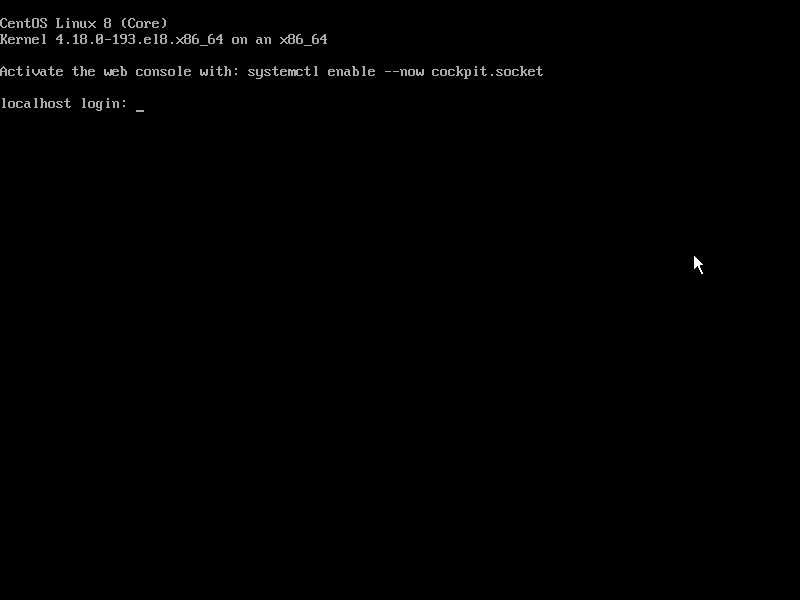 CentOS Linux 8 (Core)
Kernel 4.18.0-193.el8.x86_64 on an x86_64
Activate the web console with: systemctl enable --now cockpit.socket
localhost login: _